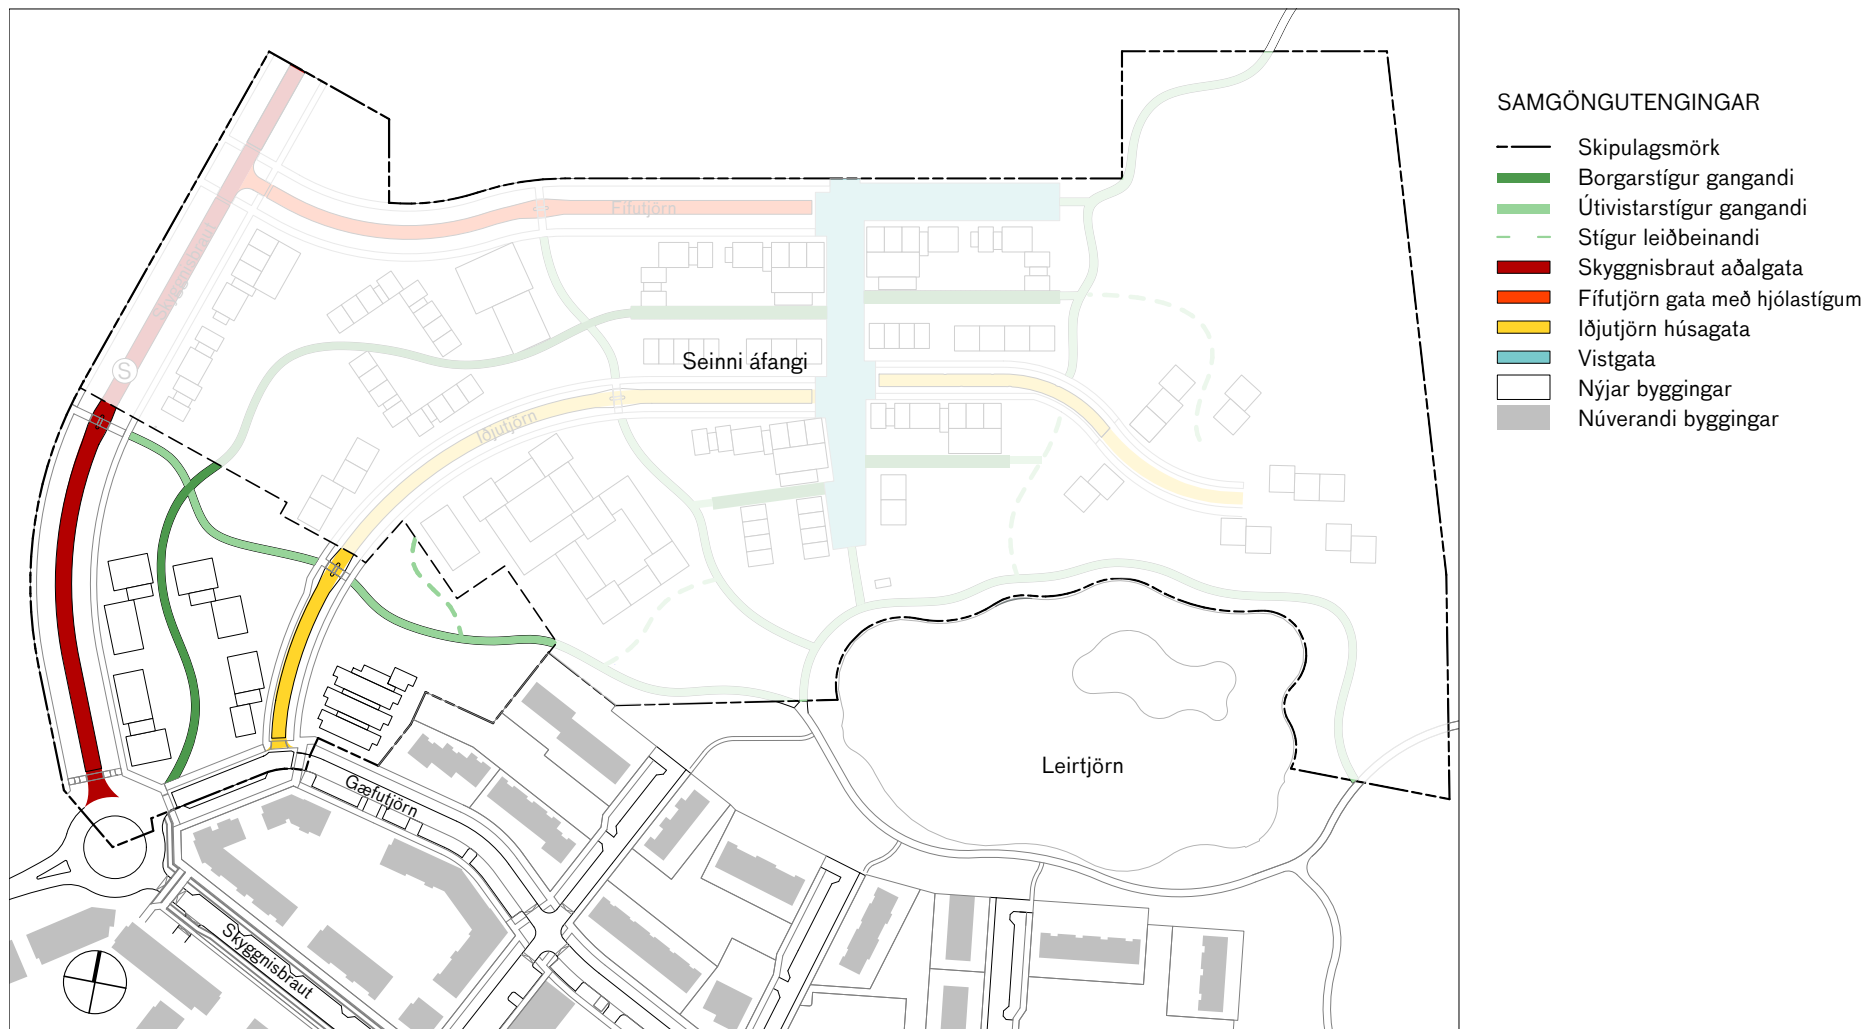 SAMGÖNGUTENGINGAR
Skipulagsmörk
Borgarstígur gangandi
Útivistarstígur gangandi
Stígur leiðbeinandi
Skyggnisbraut aðalgata
Fífutjörn gata með hjólastígum
Iðjutjörn húsagata
Vistgata
Nýjar byggingar
Núverandi byggingar
Fífutjörn
Skyggnisbraut
S
Seinni áfangi
Iðjutjörn
Leirtjörn
Gæfutjörn
Skyggnisbraut